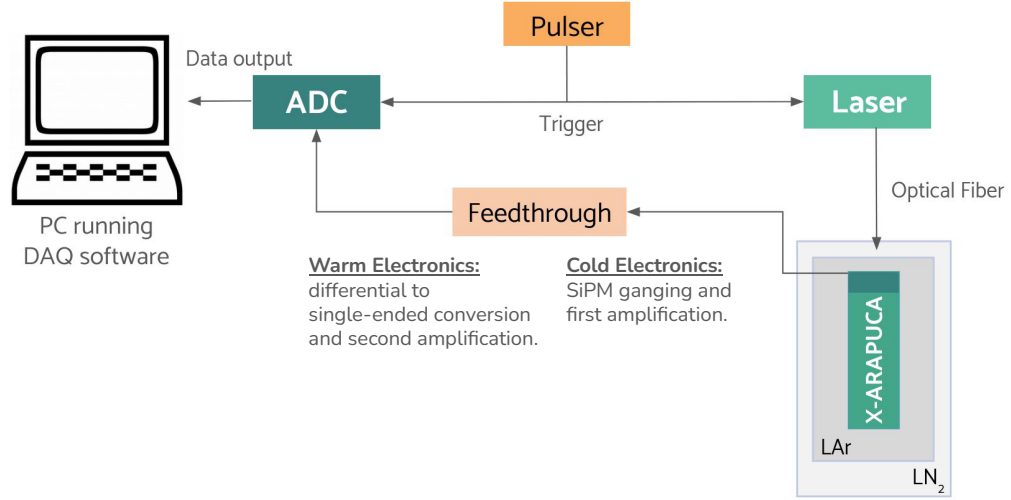 Pulser
Data output
ADC
Laser
Trigger
Optical Fiber
Feedthrough
PC running
DAQ software
Warm Electronics:
differential to
single-ended conversion
and second amplification.
Cold Electronics:
SiPM ganging and
first amplification.
X-ARAPUCA
LAr
LN2